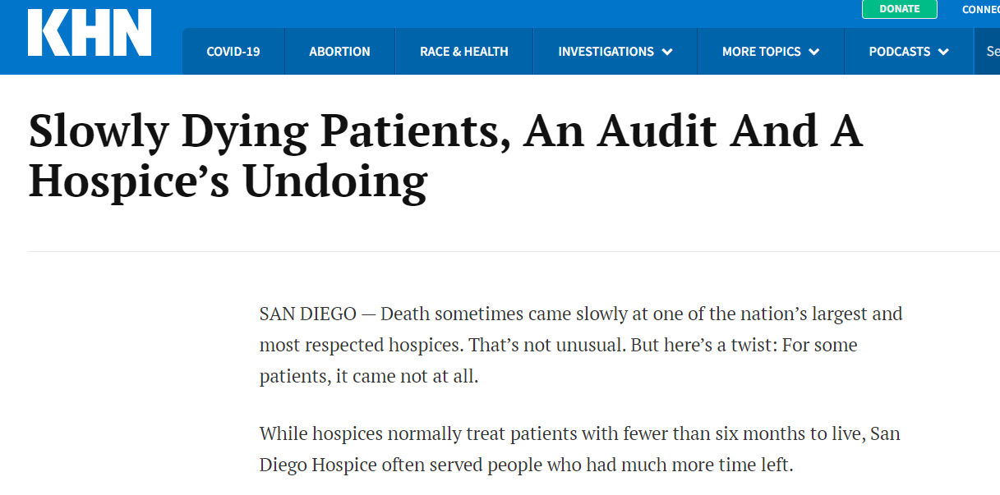 KHN
DONATE
CONNEC
COVID-19
ABORTION
RACE & HEALTH
INVESTIGATIONS
MORE TOPICS
PODCASTS
Se
Slowly Dying Patients, An Audit And A
Hospice’s Undoing
SAN DIEGO — Death sometimes came slowly at one of the nation’s largest and
most respected hospices. That’s not unusual. But here’s a twist: For some
patients, it came not at all.
While hospices normally treat patients with fewer than six months to live, San
Diego Hospice often served people who had much more time left.